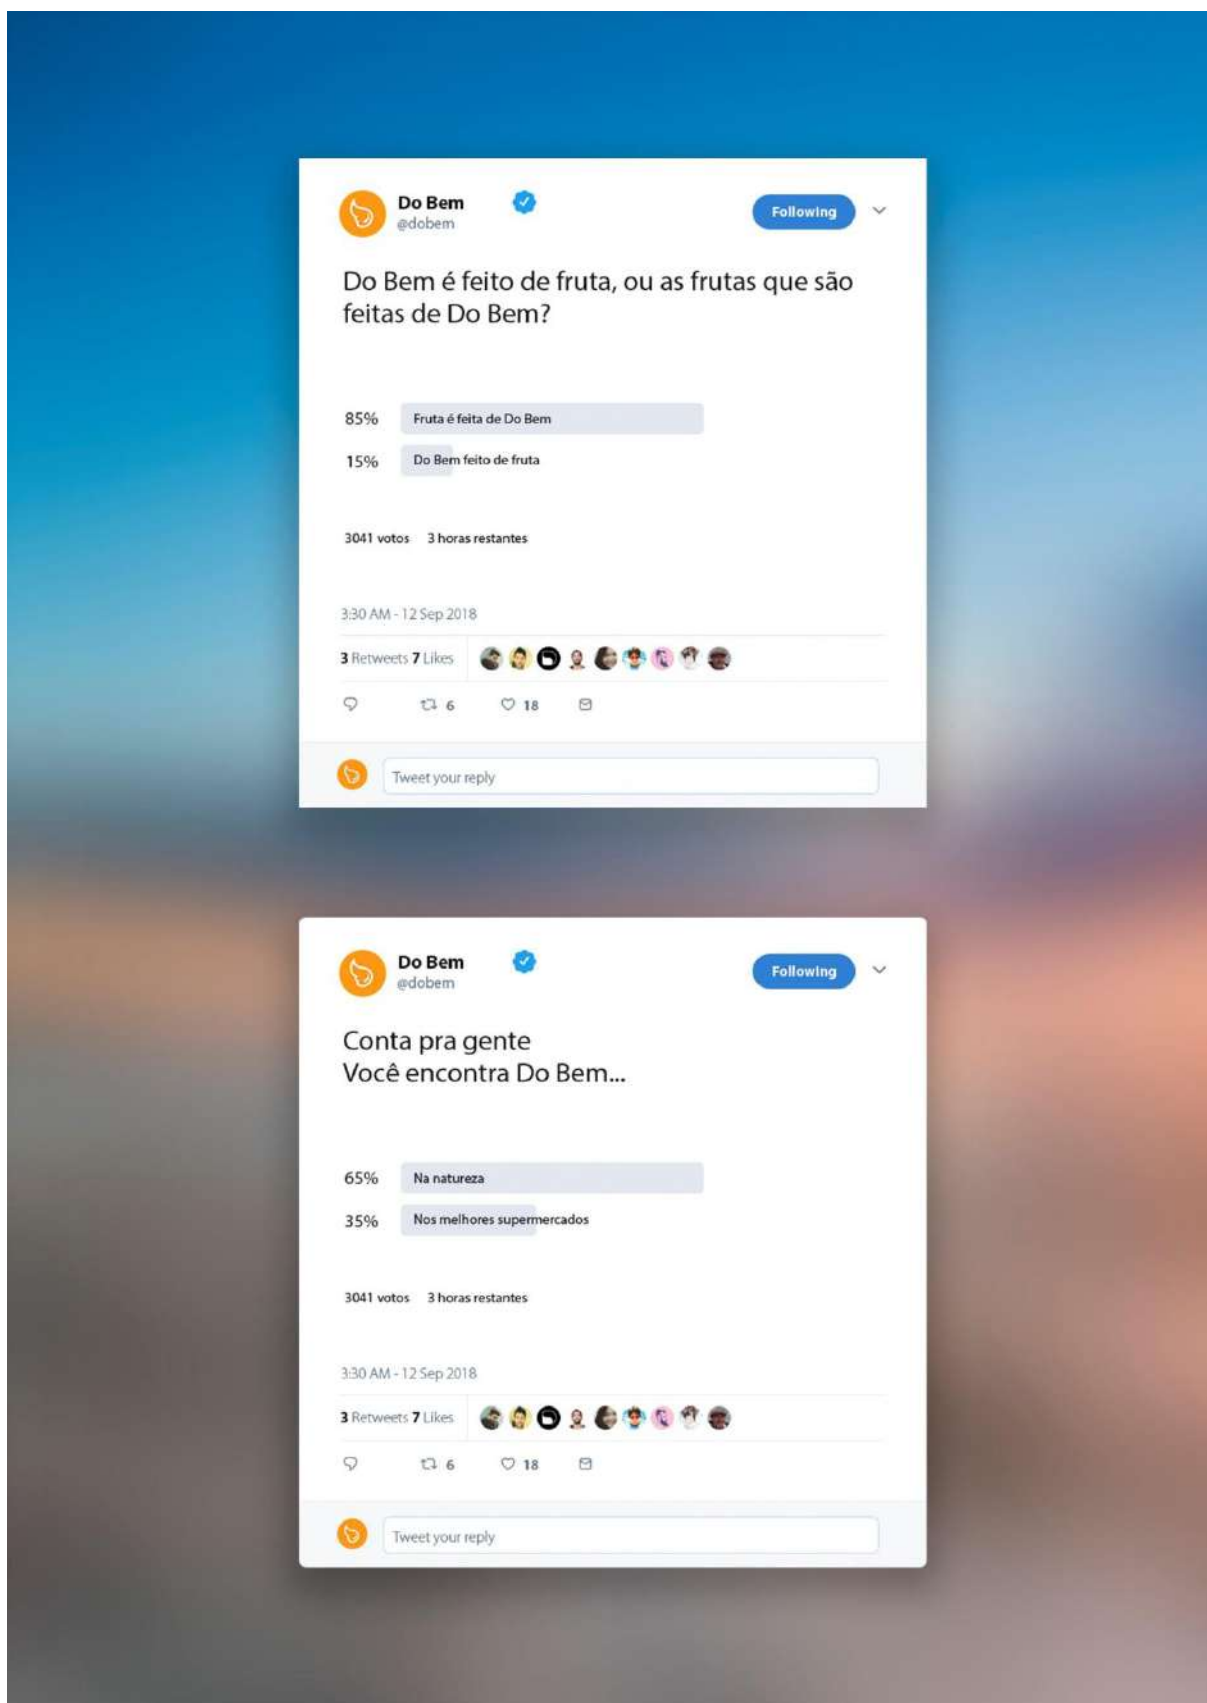 Do Bem
@dobem
Following
Do Bem é feito de fruta, ou as frutas que são
feitas de Do Bem?
85% Fruta é feita de Do Bem
15% Do Bem feito de fruta
3041 votos 3 horas restantes
3:30 AM - 12 Sep 2018
3 Retweets 7 Likes
6 18
Tweet your reply
Do Bem
@dobem
Following
Conta pra gente
Você encontra Do Bem...
65% Na natureza
35% Nos melhores supermercados
3041 votos 3 horas restantes
3:30 AM - 12 Sep 2018
3 Retweets 7 Likes
6 18
Tweet your reply